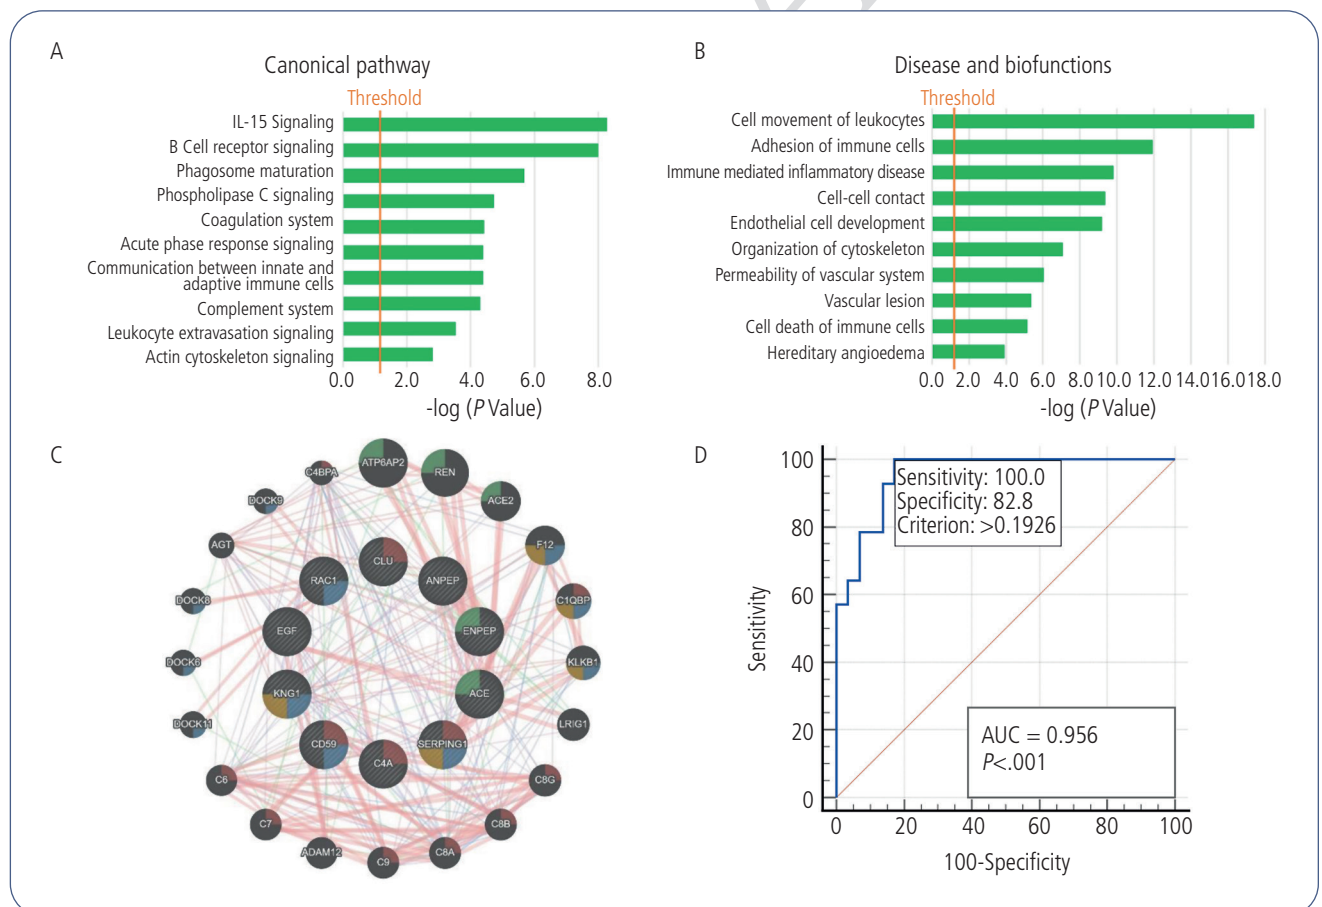 A
Canonical pathway
Threshold
IL-15 Signaling
B Cell receptor signaling
Phagosome maturation
Phospholipase C signaling
Coagulation system
Acute phase response signaling
Communication between innate and
adaptive immune cells
Complement system
Leukocyte extravasation signaling
Actin cytoskeleton signaling
0.0 2.0 4.0 6.0 8.0
-log (P Value)
B
Disease and biofunctions
Threshold
Cell movement of leukocytes
Adhesion of immune cells
Immune mediated inflammatory disease
Cell-cell contact
Endothelial cell development
Organization of cytoskeleton
Permeability of vascular system
Vascular lesion
Cell death of immune cells
Hereditary angioedema
0.0 2.0 4.0 6.0 8.0 10.0 12.0 14.0 16.0 18.0
-log (P Value)
C
C4BPA
ATP6AP2
REN
ACE2
DOCK9
F12
AGT
CLU
ANPEP
RAC1
C1QBP
DOCK8
EGF
ENPEP
DOCK6
KLKB1
KNG1
ACE
DOCK11
LRIG1
CD59
SERPING1
C4A
C6
C8G
C7
C8B
ADAM12
C9
C8A
D
100
80
60
40
20
0
Sensitivity
Sensitivity: 100.0
Specificity: 82.8
Criterion: >0.1926
AUC = 0.956
P<.001
0 20 40 60 80 100
100-Specificity